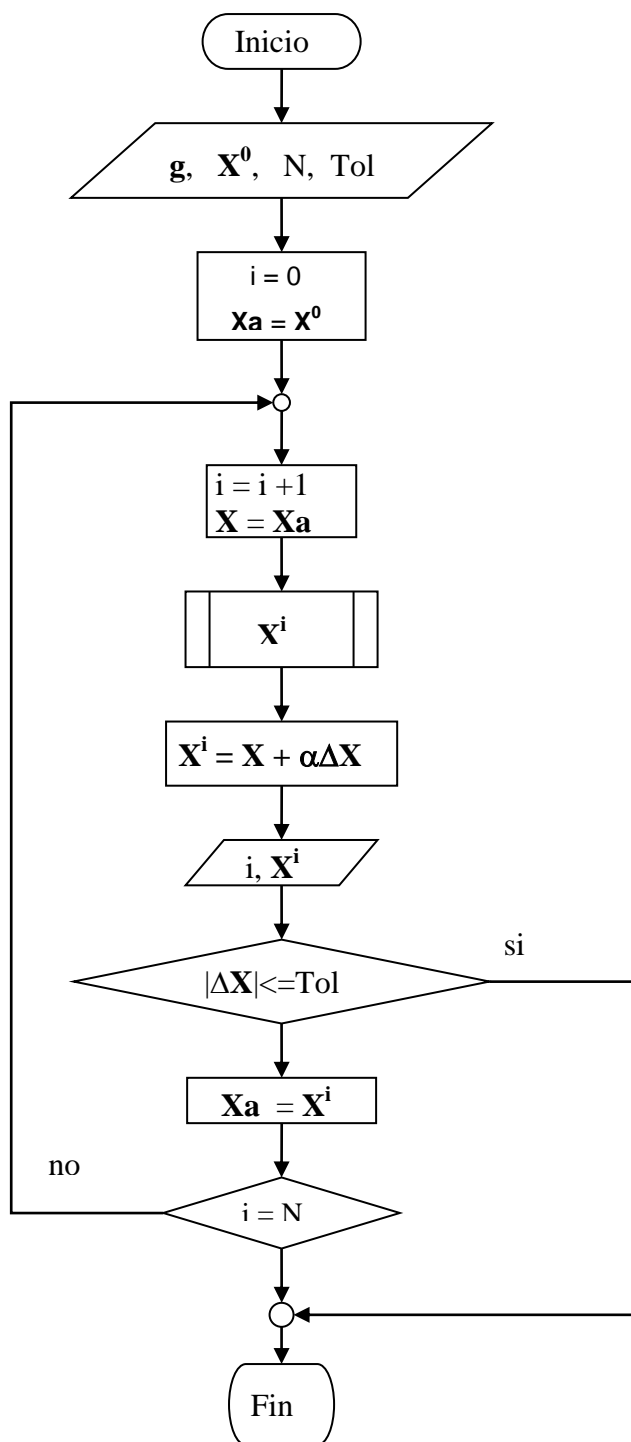 Inicio
g, X⁰, N, Tol
i = 0
Xa = X⁰
i = i +1
X = Xa
Xⁱ
Xⁱ = X + αΔX
i, Xⁱ
si
|ΔX|<=Tol
Xa = Xⁱ
no
i = N
Fin